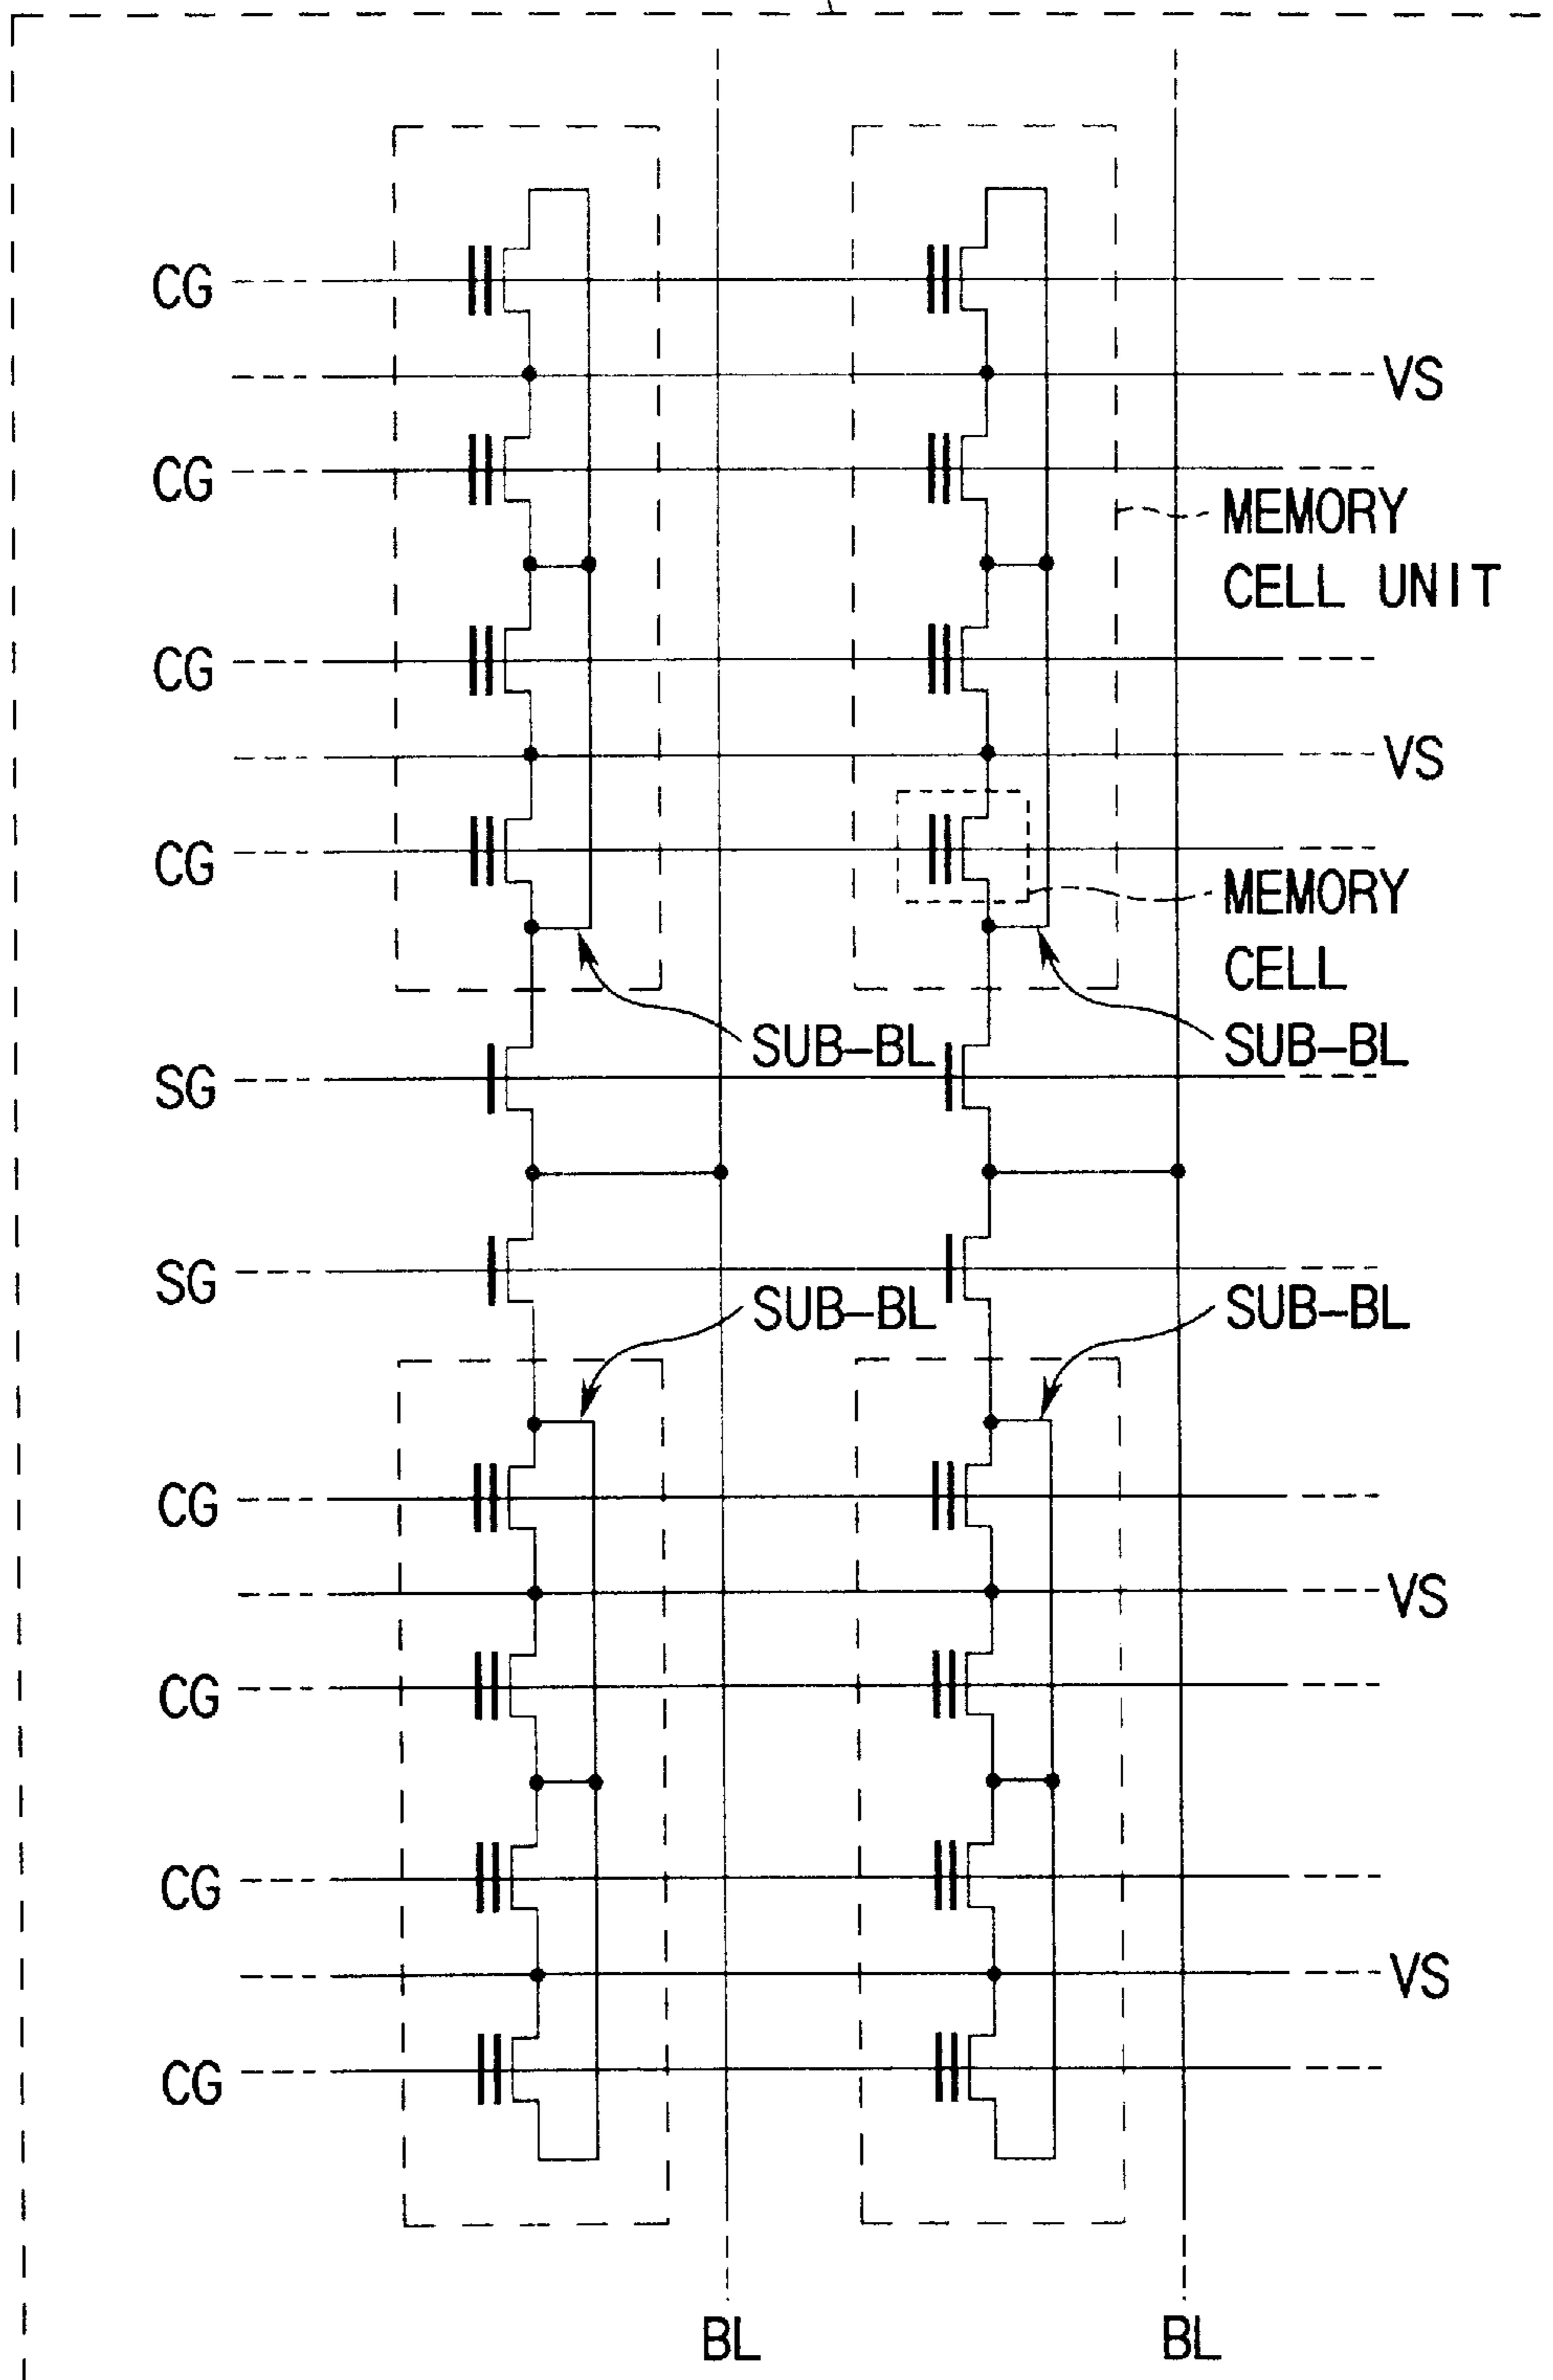 CG
VS
CG
MEMORY
CELL UNIT
CG
VS
CG
MEMORY
CELL
SUB-BL
SUB-BL
SG
SG
SUB-BL
SUB-BL
CG
VS
CG
CG
VS
CG
BL
BL